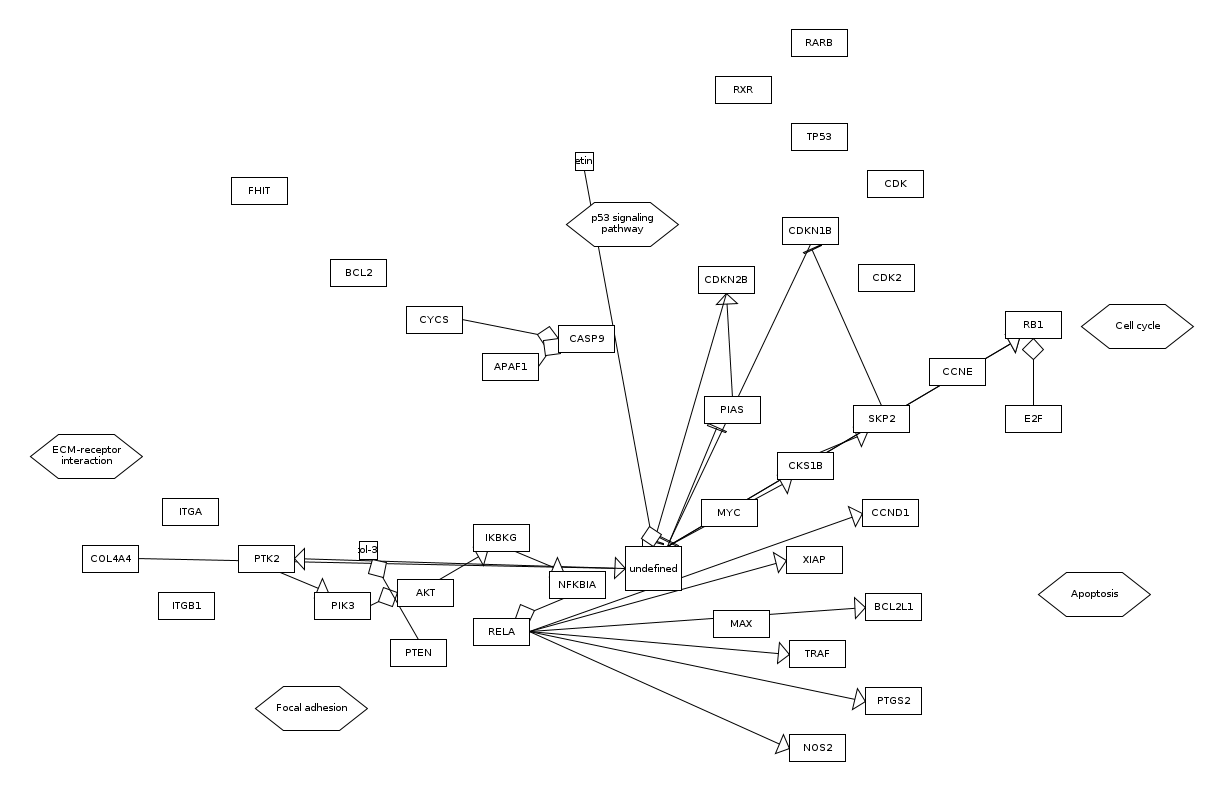 RARB
RXR
TP53
etin
CDK
FHIT
p53 signaling
pathway
CDKN1B
BCL2
CDKN2B
CDK2
CYCS
RB1
Cell cycle
CASP9
APAF1
CCNE
PIAS
SKP2
E2F
ECM-receptor
interaction
CKS1B
ITGA
MYC
CCND1
IKBKG
ol-3
COL4A4
PTK2
undefined
XIAP
NFKBIA
AKT
Apoptosis
ITGB1
PIK3
BCL2L1
RELA
MAX
PTEN
TRAF
PTGS2
Focal adhesion
NOS2